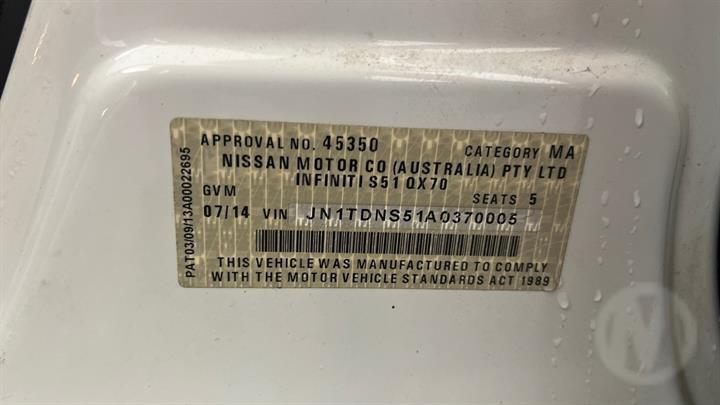 APPROVAL NO. 45350 CATEGORY MA
NISSAN MOTOR CO (AUSTRALIA) PTY LTD
INFINITI S51 QX70
GVM SEATS 5
07/14 VIN JN1TDNS51A0370005
THIS VEHICLE WAS MANUFACTURED TO COMPLY
WITH THE MOTOR VEHICLE STANDARDS ACT 1989
PAT03/09/13A00022695
M